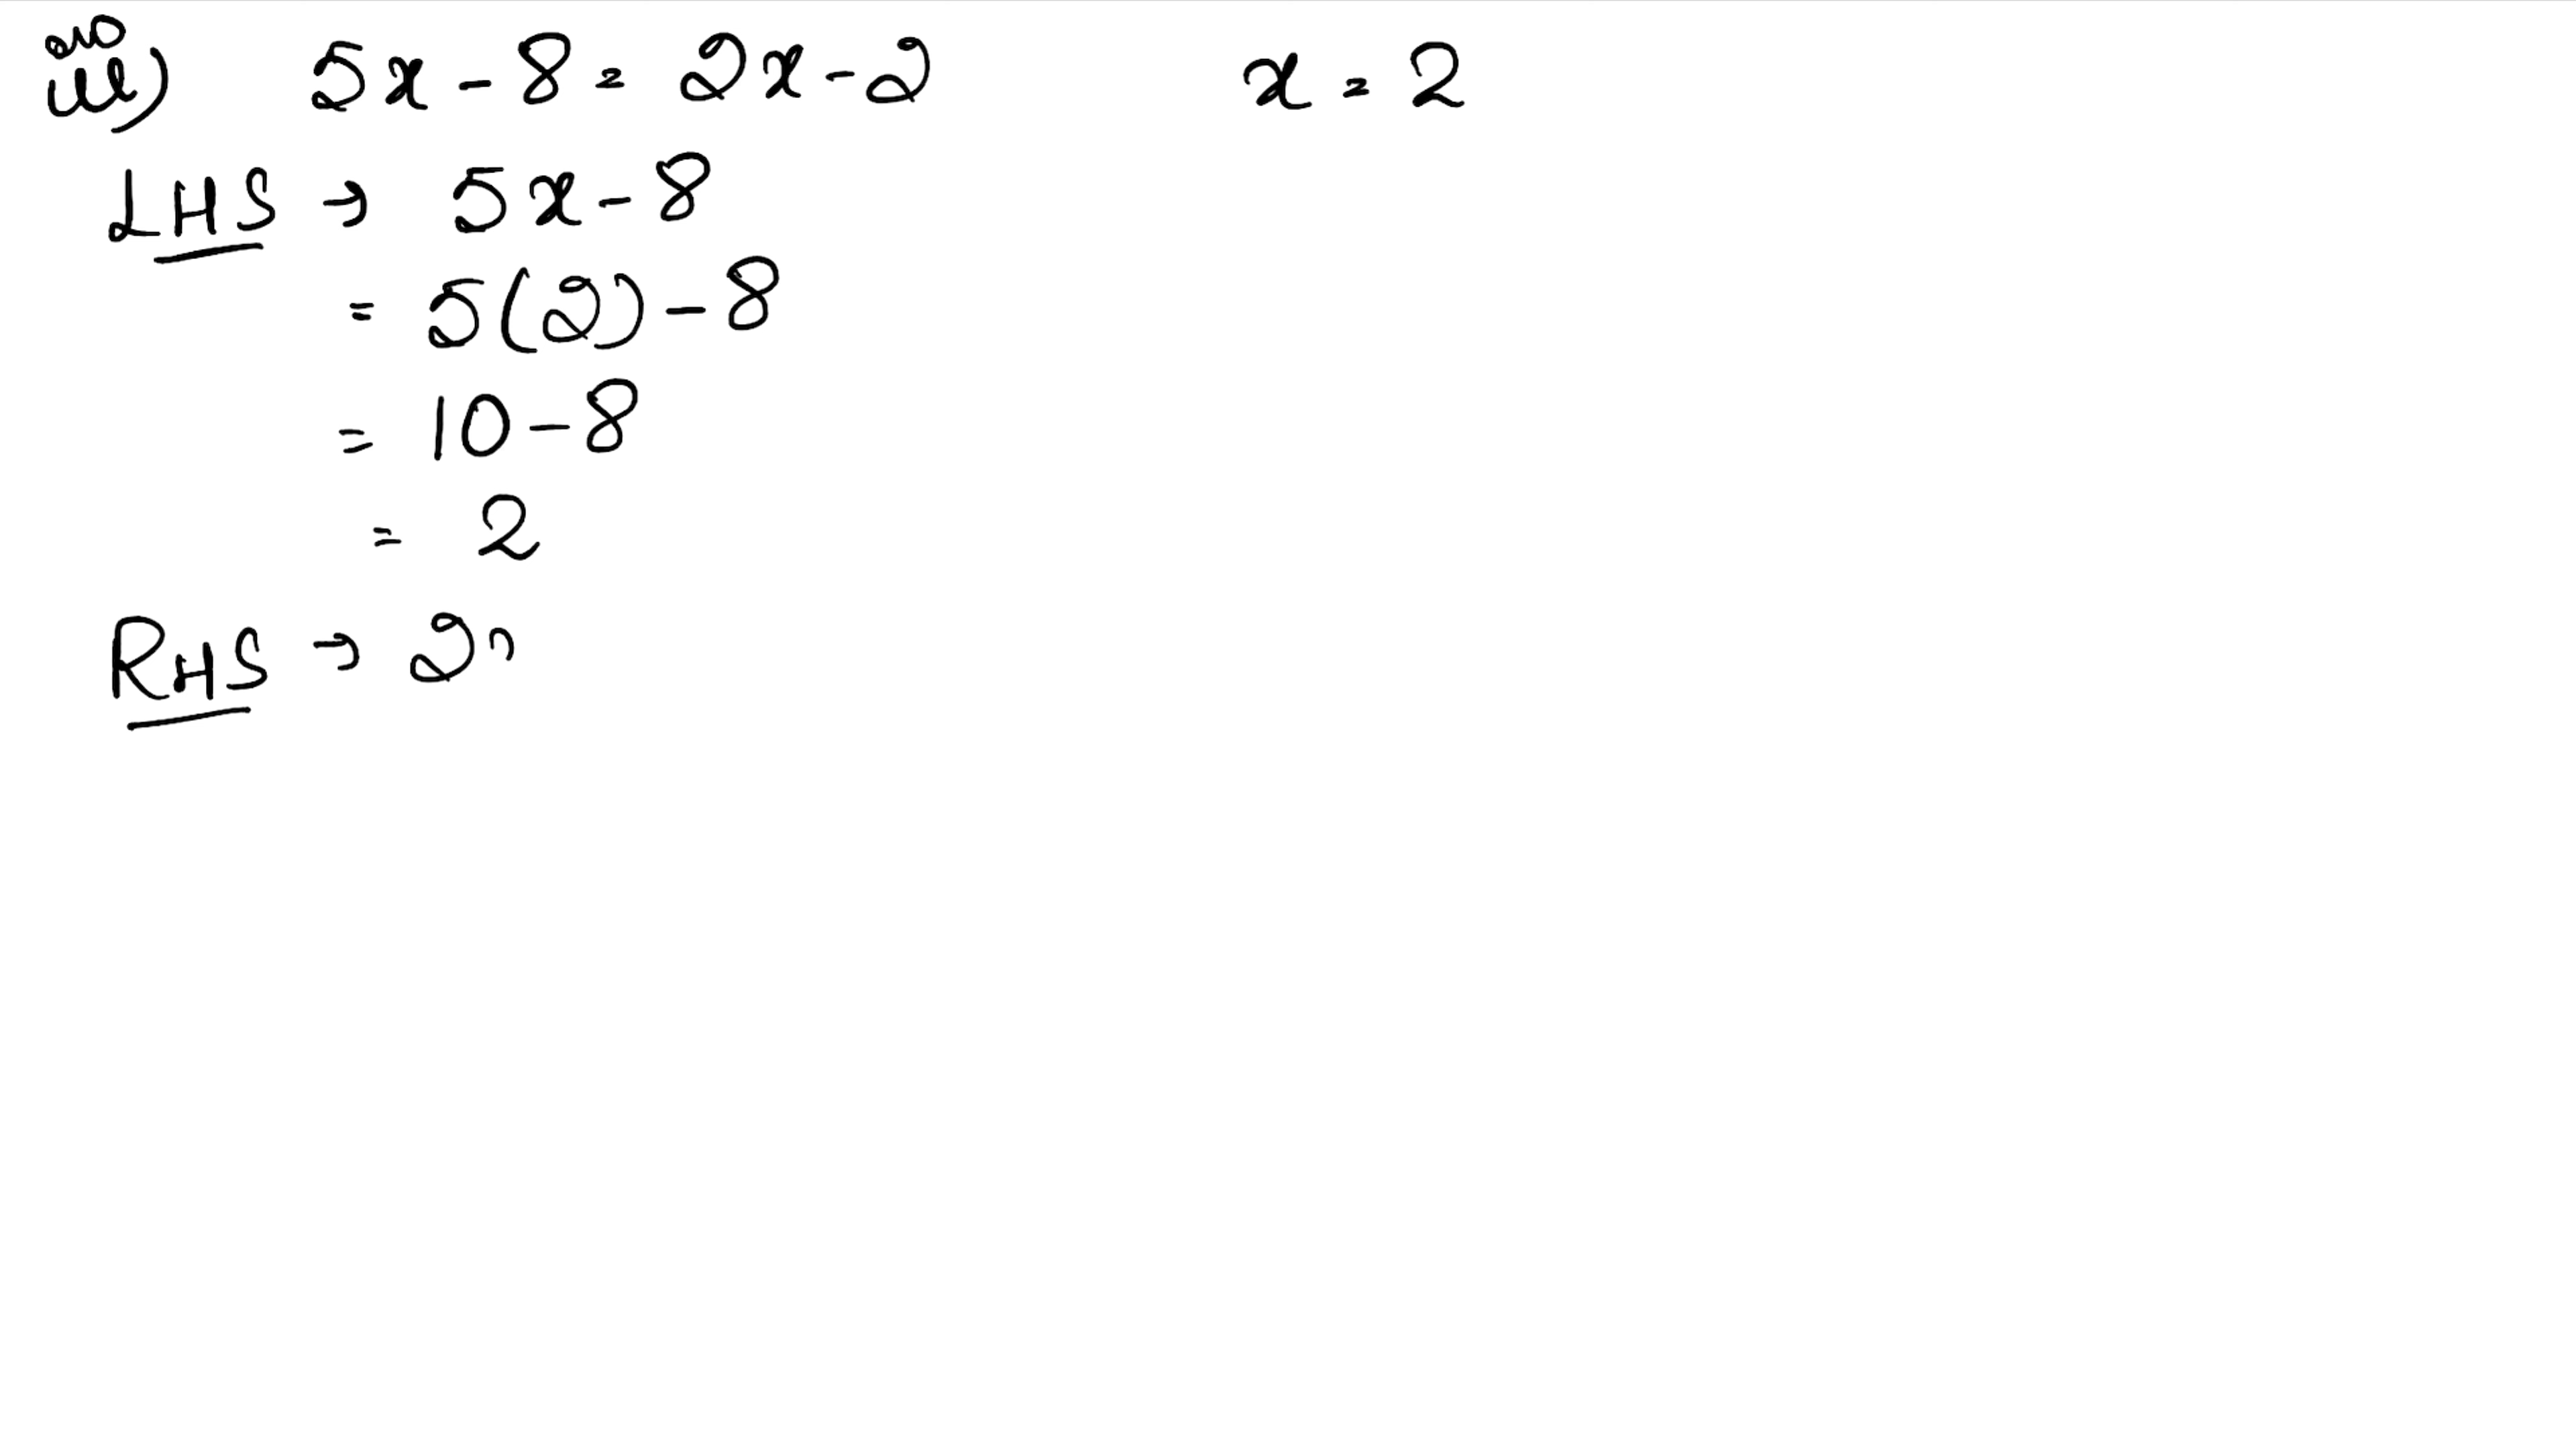 iii) 5x - 8 = 2x - 2 x = 2
LHS → 5x - 8
= 5(2) - 8
= 10 - 8
= 2
RHS → 2